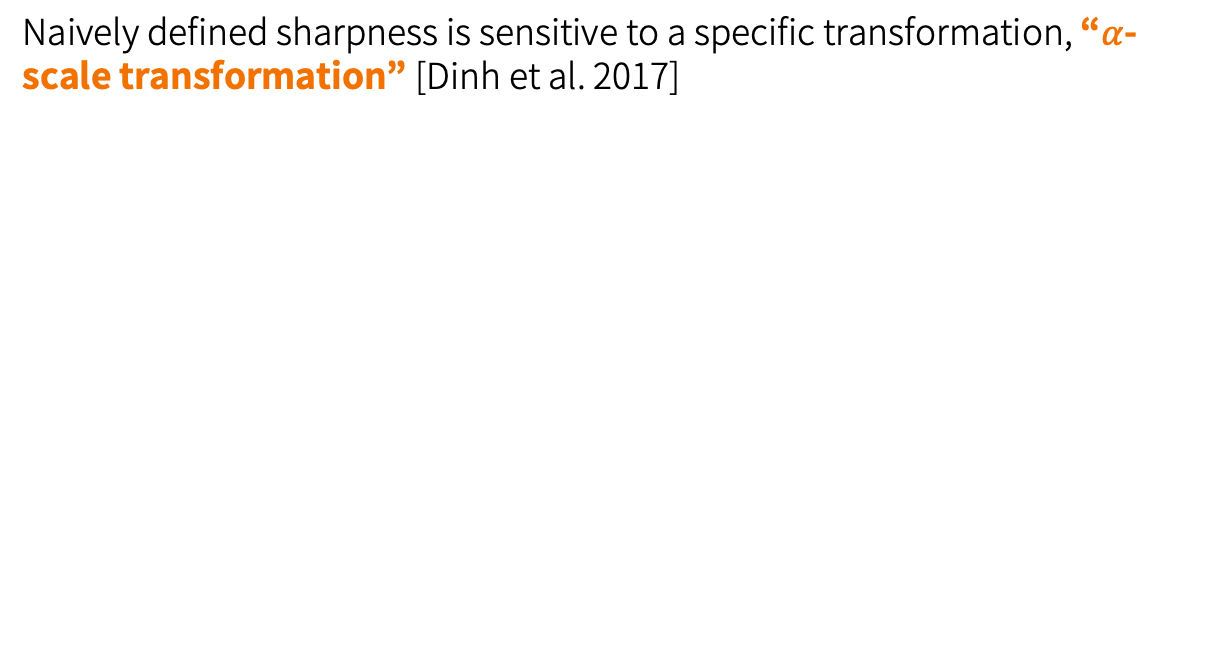 Naively defined sharpness is sensitive to a specific transformation, “α-
scale transformation” [Dinh et al. 2017]